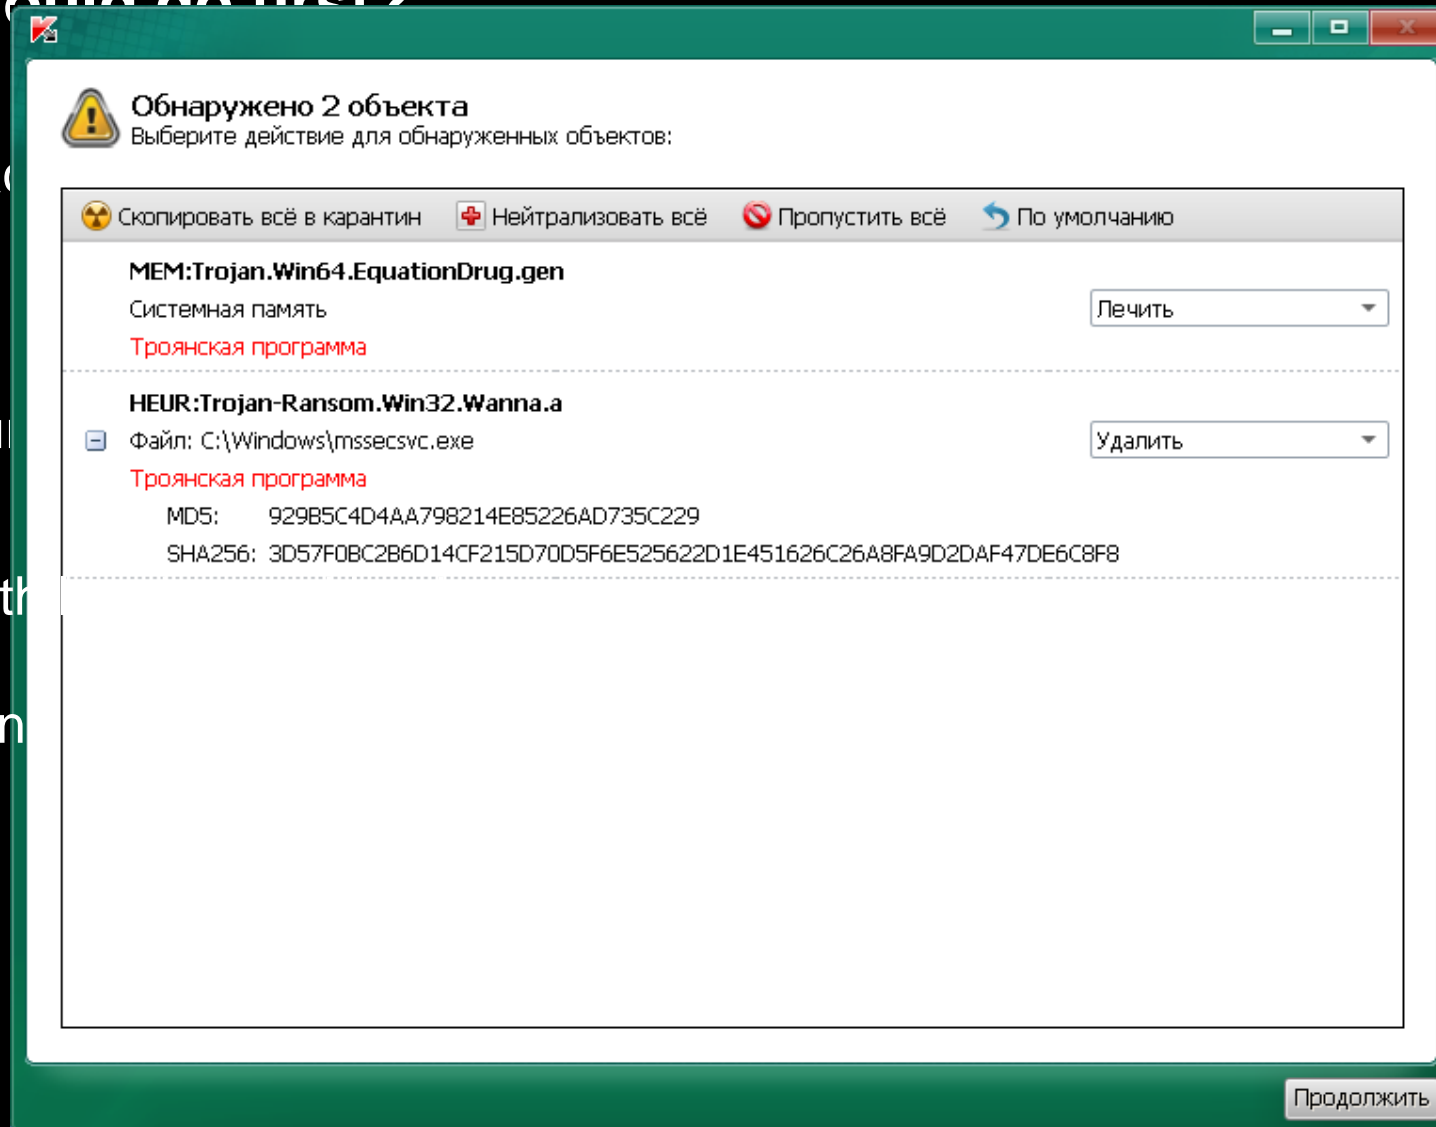 Обнаружено 2 объекта
Выберите действие для обнаруженных объектов:
Скопировать всё в карантин Нейтрализовать всё Пропустить всё По умолчанию
MEM:Trojan.Win64.EquationDrug.gen
Системная память Лечить
Троянская программа
HEUR:Trojan-Ransom.Win32.Wanna.a
Файл: C:\Windows\mssecsvc.exe Удалить
Троянская программа
MD5: 929B5C4D4AA798214E85226AD735C229
SHA256: 3D57F0BC2B6D14CF215D70D5F6E525622D1E451626C26A8FA9D2DAF47DE6C8F8
Продолжить